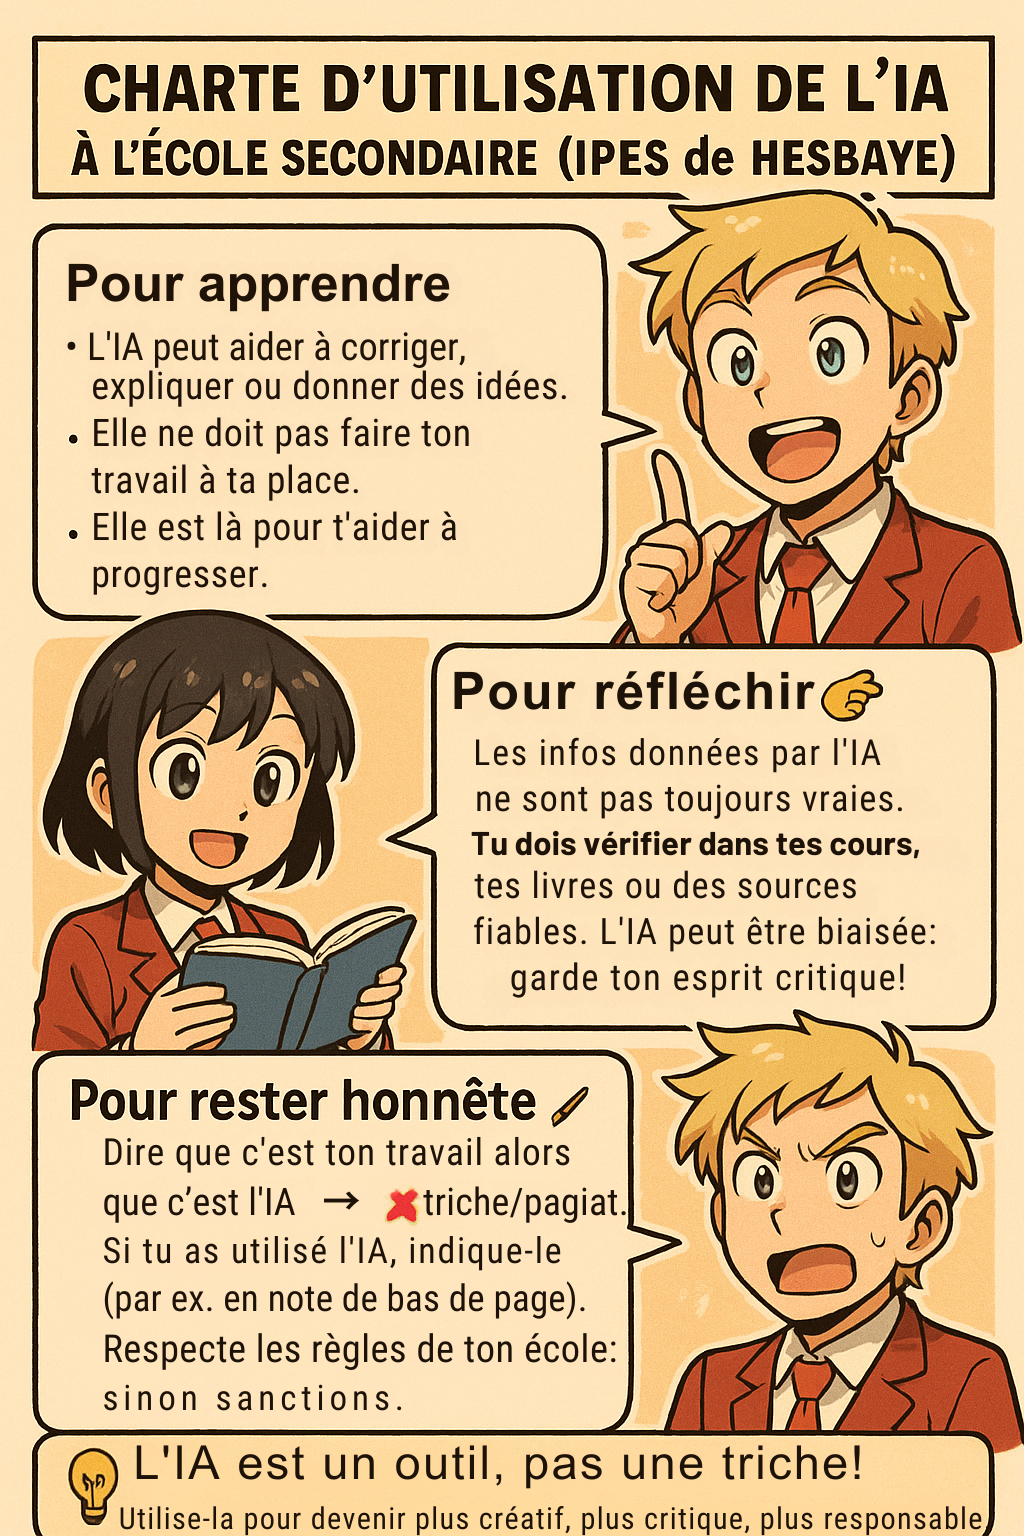 CHARTE D'UTILISATION DE L'IA
À L'ÉCOLE SECONDAIRE (IPES de HESBAYE)
Pour apprendre
• L'IA peut aider à corriger,
expliquer ou donner des idées.
• Elle ne doit pas faire ton
travail à ta place.
• Elle est là pour t'aider à
progresser.
Pour réfléchir
Les infos données par l'IA
ne sont pas toujours vraies.
Tu dois vérifier dans tes cours,
tes livres ou des sources
fiables. L'IA peut être biaisée:
garde ton esprit critique!
Pour rester honnête
Dire que c'est ton travail alors
que c’est l'IA → ✘ triche/pagiat.
Si tu as utilisé l'IA, indique-le
(par ex. en note de bas de page).
Respecte les règles de ton école:
sinon sanctions.
L'IA est un outil, pas une triche!
Utilise-la pour devenir plus créatif, plus critique, plus responsable